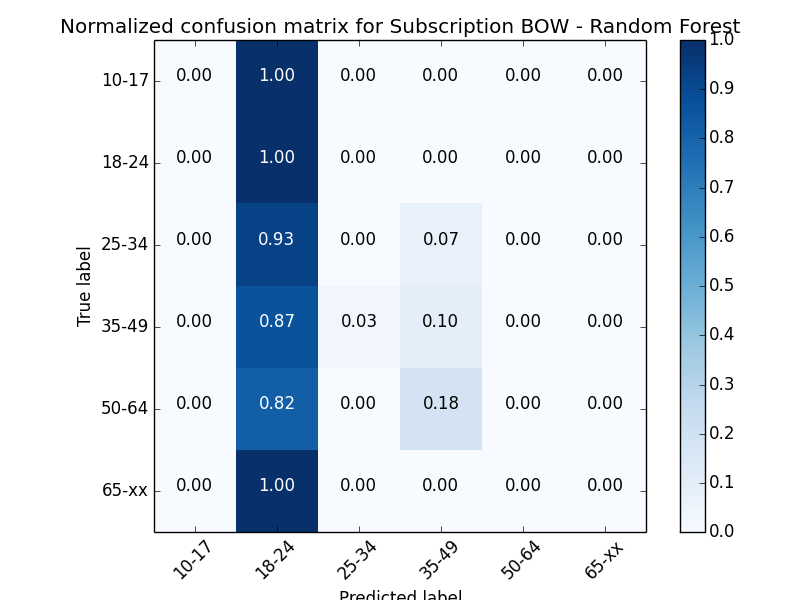 Normalized confusion matrix for Subscription BOW - Random Forest
10-17 0.00 1.00 0.00 0.00 0.00 0.00
18-24 0.00 1.00 0.00 0.00 0.00 0.00
25-34 0.00 0.93 0.00 0.07 0.00 0.00
35-49 0.00 0.87 0.03 0.10 0.00 0.00
50-64 0.00 0.82 0.00 0.18 0.00 0.00
65-xx 0.00 1.00 0.00 0.00 0.00 0.00
True label
10-17 18-24 25-34 35-49 50-64 65-xx
Predicted label
1.0
0.9
0.8
0.7
0.6
0.5
0.4
0.3
0.2
0.1
0.0